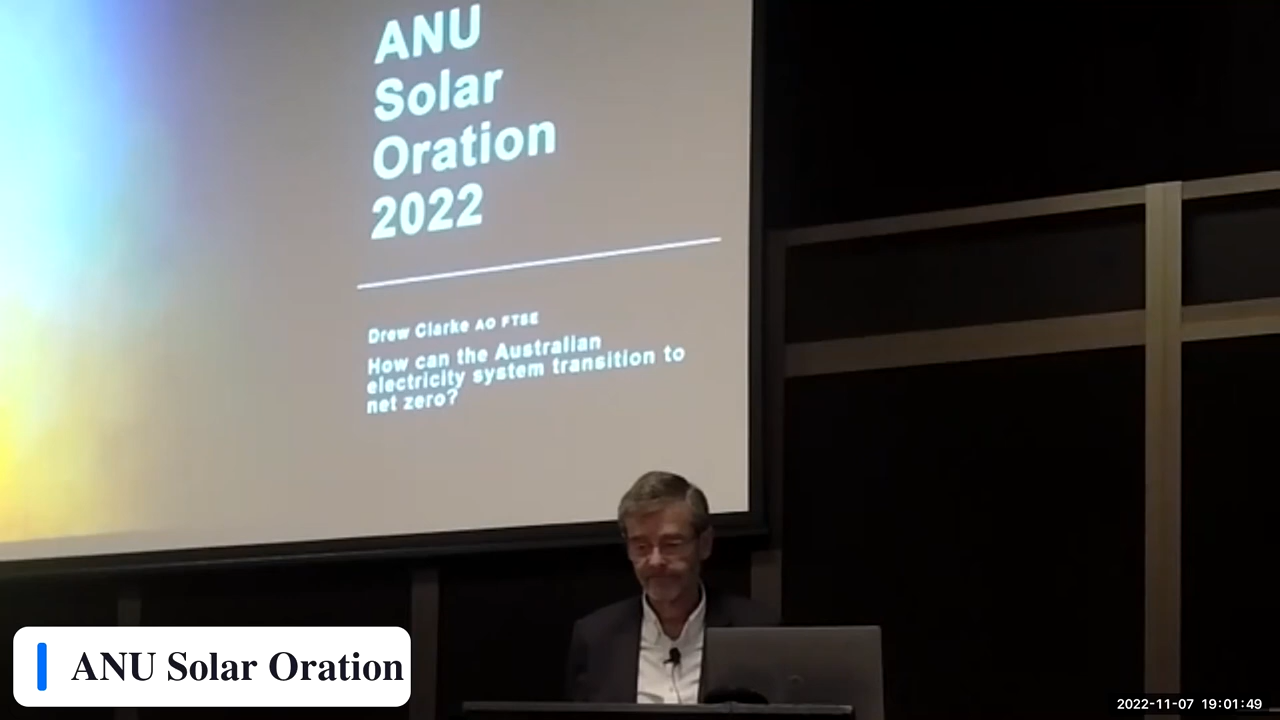 ANU
Solar
Oration
2022
Drew Clarke AO FTSE
How can the Australian
electricity system transition to
net zero?
ANU Solar Oration
2022-11-07 19:01:49